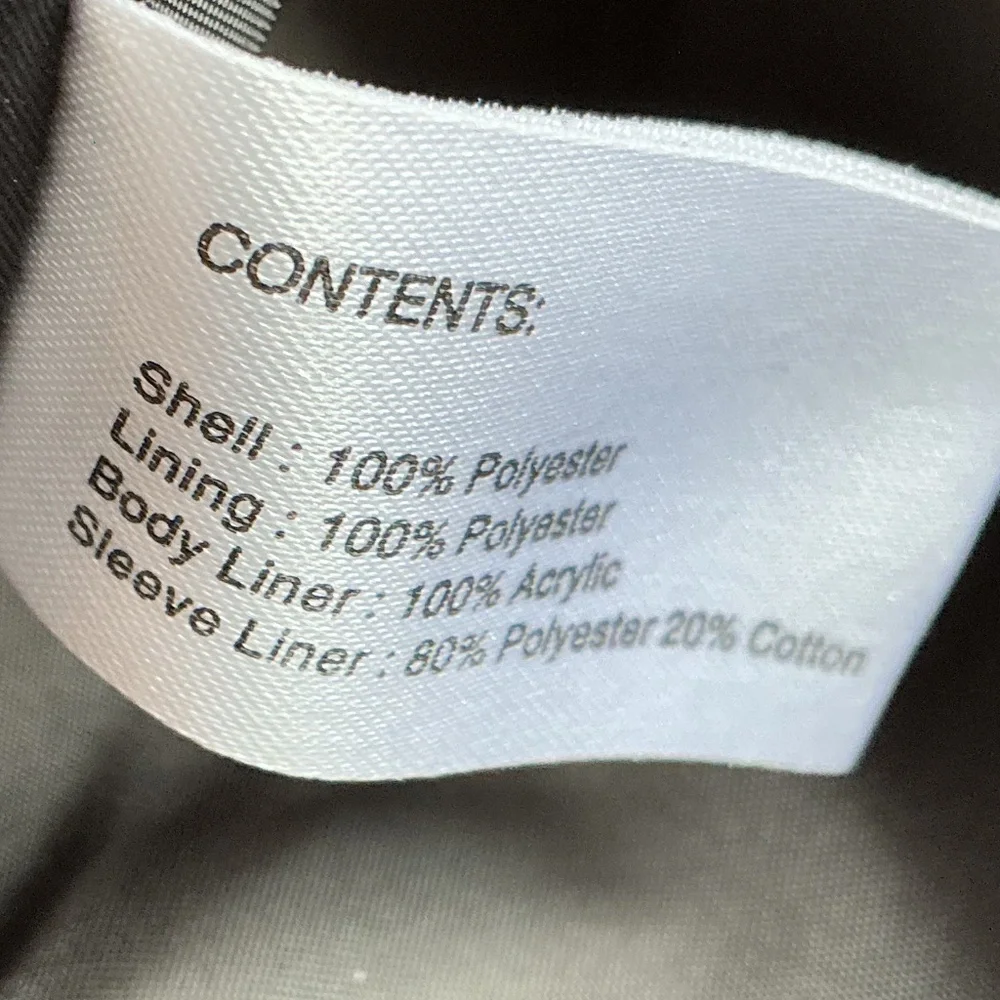 CONTENTS:
Shell : 100% Polyester
Lining : 100% Polyester
Body Liner : 100% Acrylic
Sleeve Liner : 80% Polyester 20% Cotton